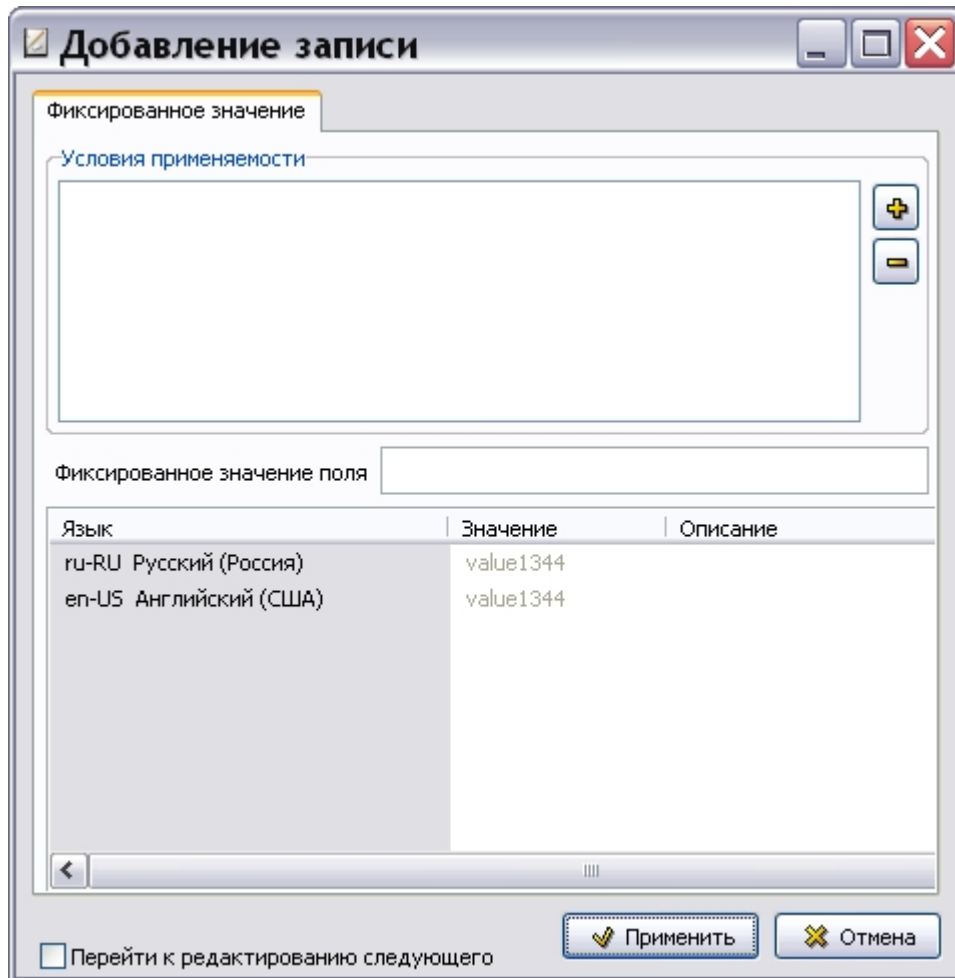 Добавление записи
Фиксированное значение
Условия применяемости
Фиксированное значение поля
Язык Значение Описание
ru-RU Русский (Россия) value1344
en-US Английский (США) value1344
Применить Отмена
Перейти к редактированию следующего